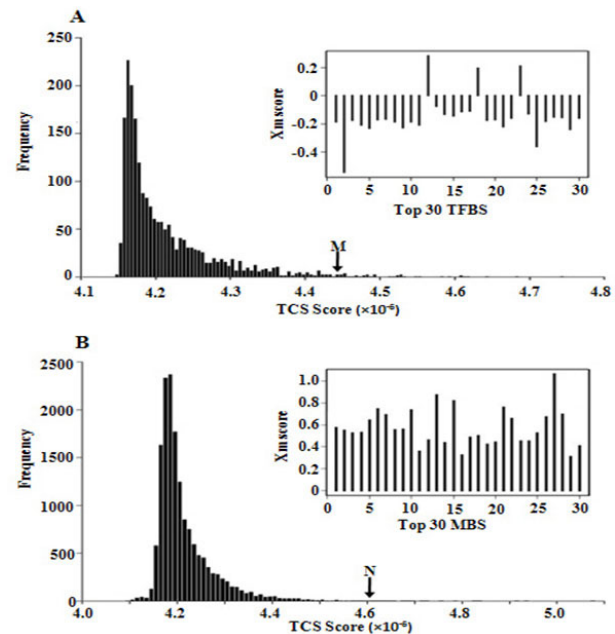 A
250
200
150
100
50
0
Frequency
4.1 4.2 4.3 4.4 4.5 4.6 4.7 4.8
TCS Score (×10⁻⁶)
M
0.2
0
-0.2
-0.4
Xm score
0 5 10 15 20 25 30
Top 30 TFBS
B
2500
2000
1500
1000
500
0
Frequency
4.0 4.2 4.4 4.6 4.8 5.0
TCS Score (×10⁻⁶)
N
1.0
0.8
0.6
0.4
0.2
0
Xm score
0 5 10 15 20 25 30
Top 30 MBS